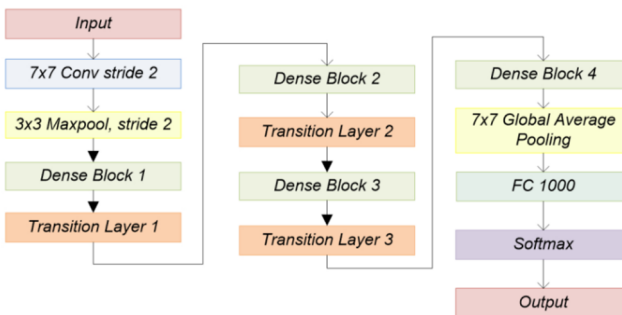 Input
7x7 Conv stride 2
3x3 Maxpool, stride 2
Dense Block 1
Transition Layer 1
Dense Block 2
Transition Layer 2
Dense Block 3
Transition Layer 3
Dense Block 4
7x7 Global Average
Pooling
FC 1000
Softmax
Output